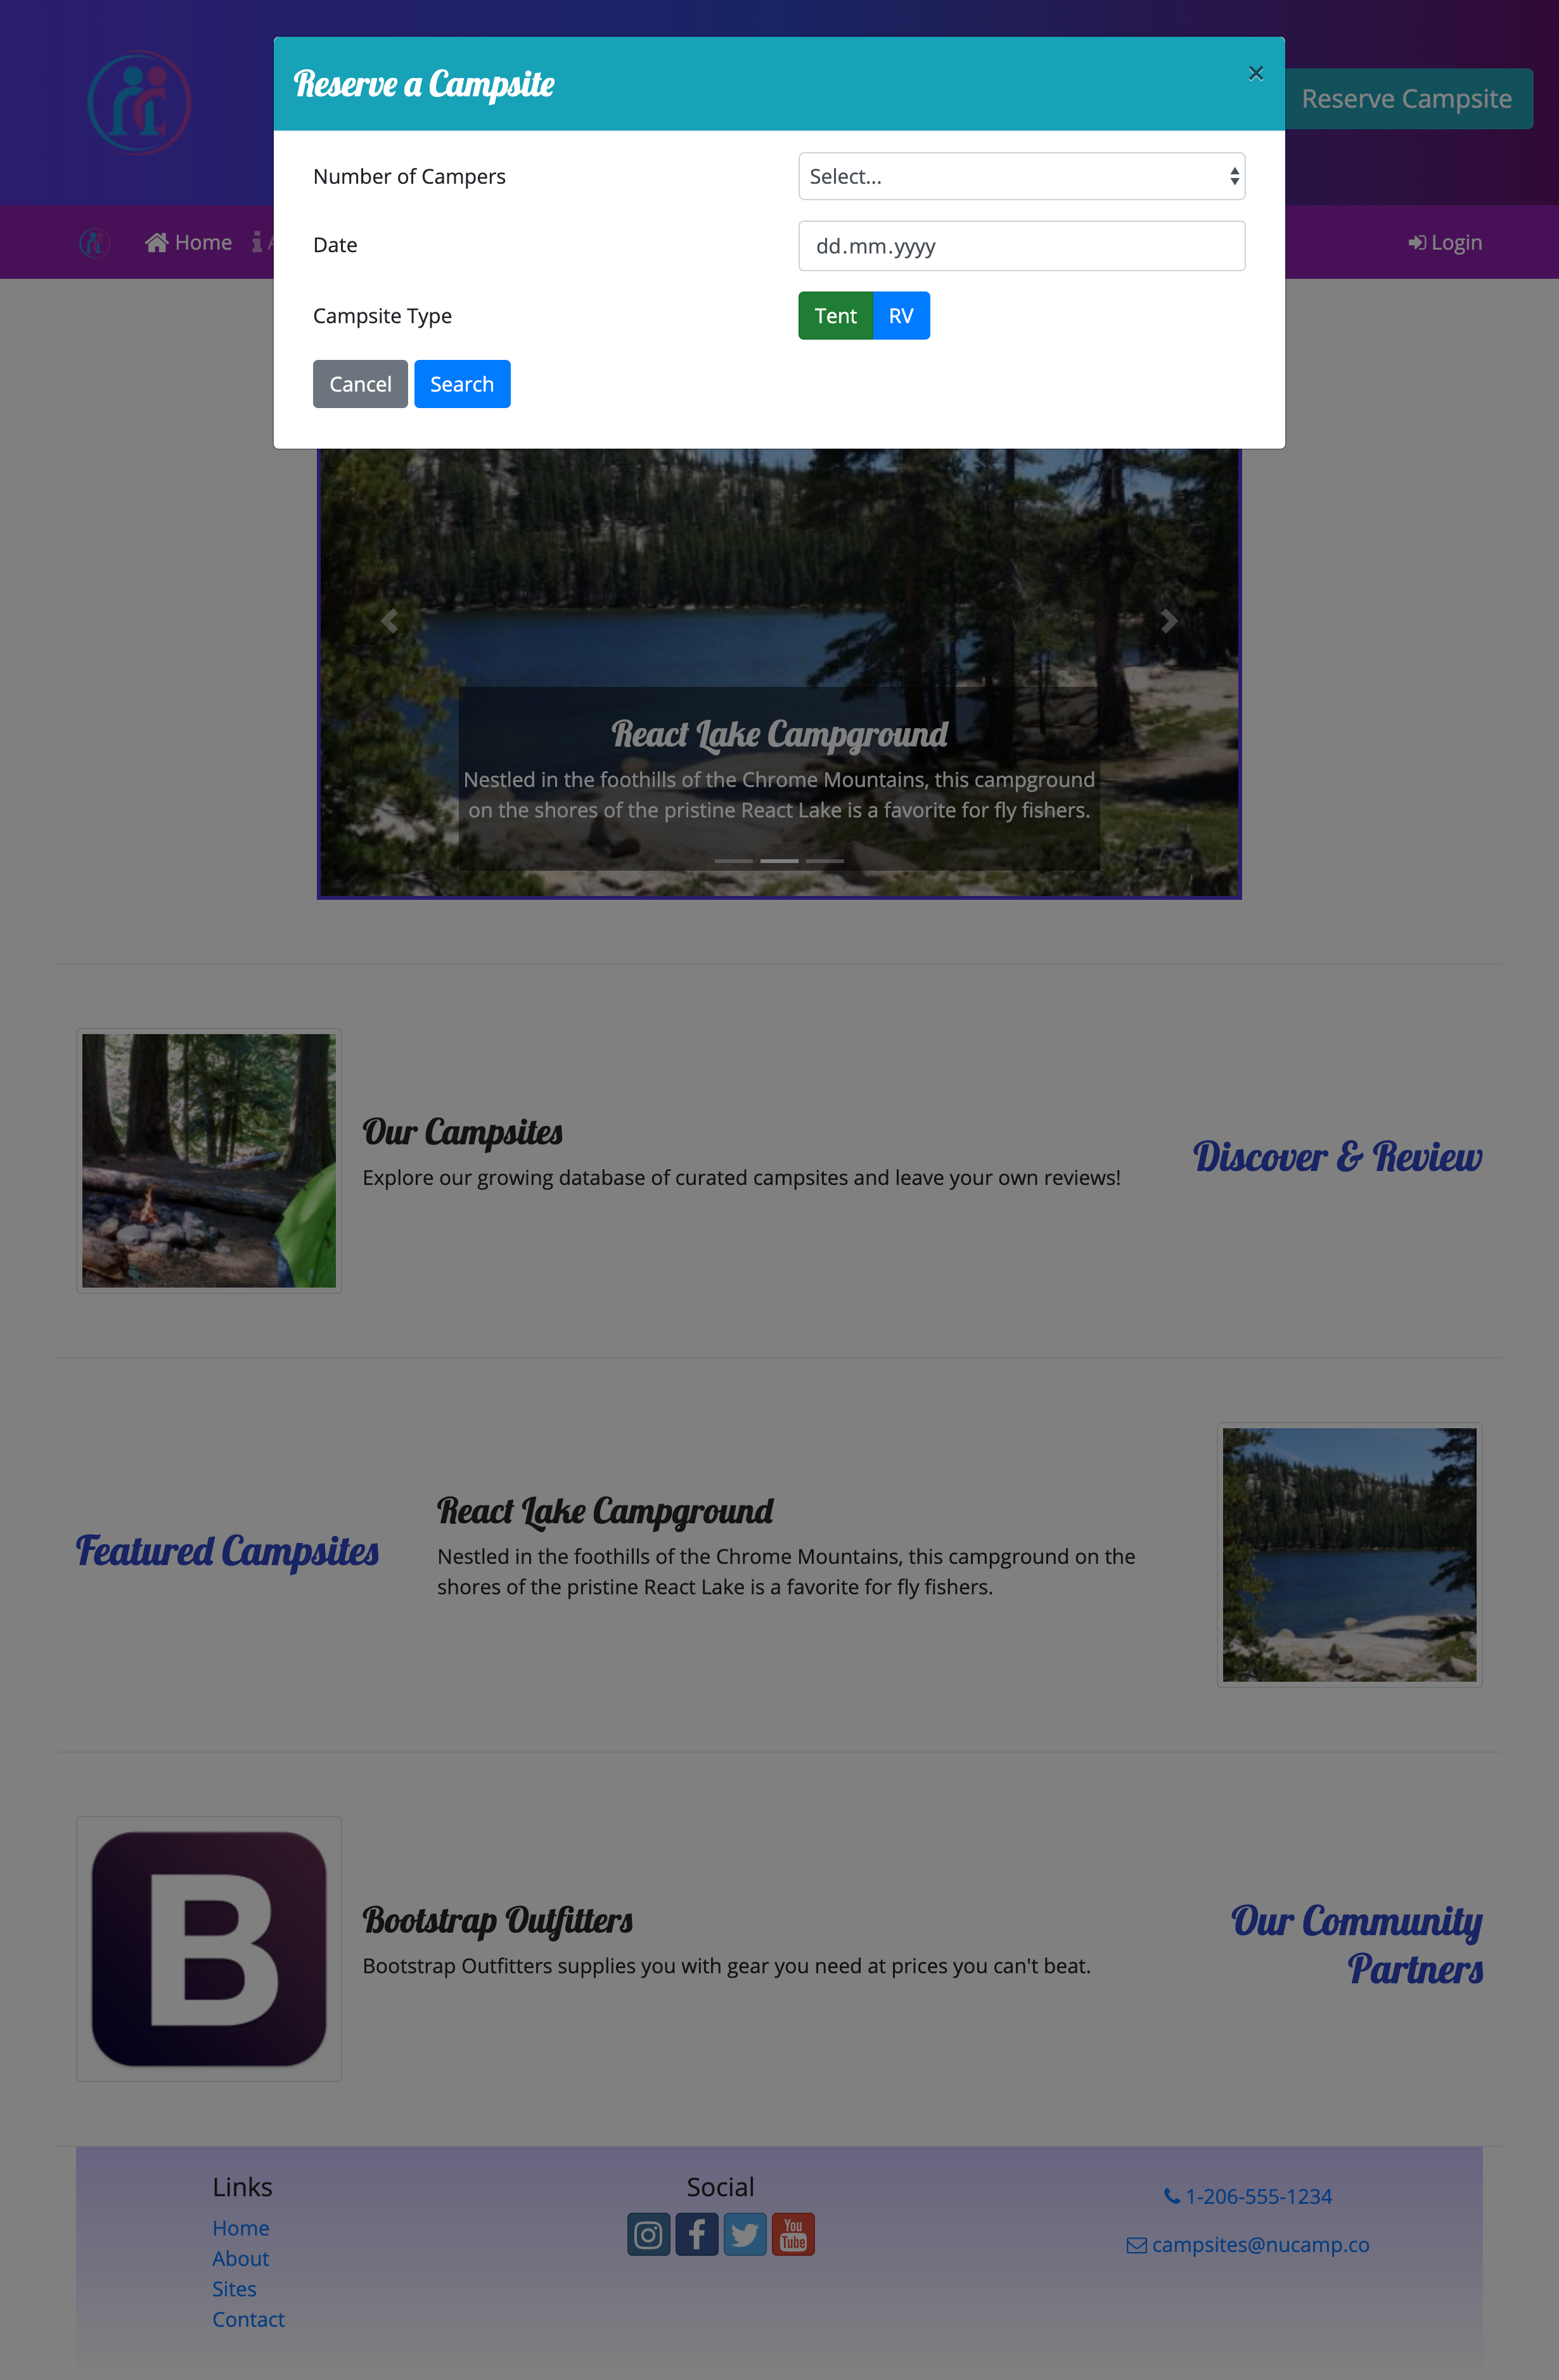 Reserve a Campsite
×
Reserve Campsite
Number of Campers
Select...
Home
Login
Date
dd.mm.yyyy
Campsite Type
Tent
RV
Cancel
Search
React Lake Campground
Nestled in the foothills of the Chrome Mountains, this campground
on the shores of the pristine React Lake is a favorite for fly fishers.
Our Campsites
Explore our growing database of curated campsites and leave your own reviews!
Discover & Review
Featured Campsites
React Lake Campground
Nestled in the foothills of the Chrome Mountains, this campground on the
shores of the pristine React Lake is a favorite for fly fishers.
B
Bootstrap Outfitters
Bootstrap Outfitters supplies you with gear you need at prices you can't beat.
Our Community
Partners
Links
Home
About
Sites
Contact
Social
You
Tube
1-206-555-1234
campsites@nucamp.co